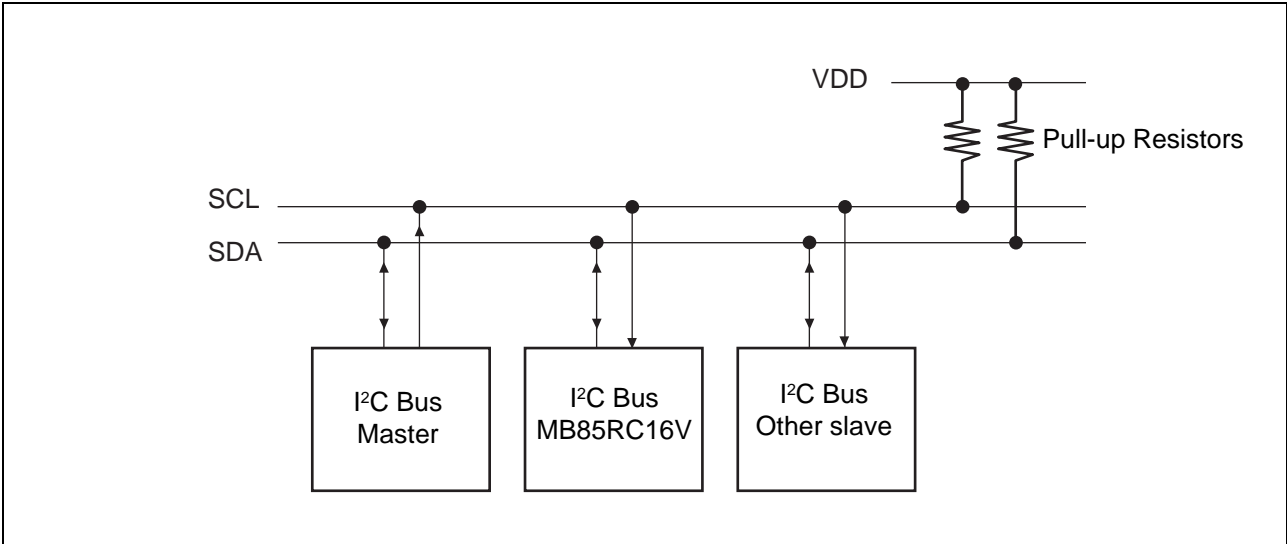 VDD
Pull-up Resistors
SCL
SDA
I²C Bus
Master
I²C Bus
MB85RC16V
I²C Bus
Other slave